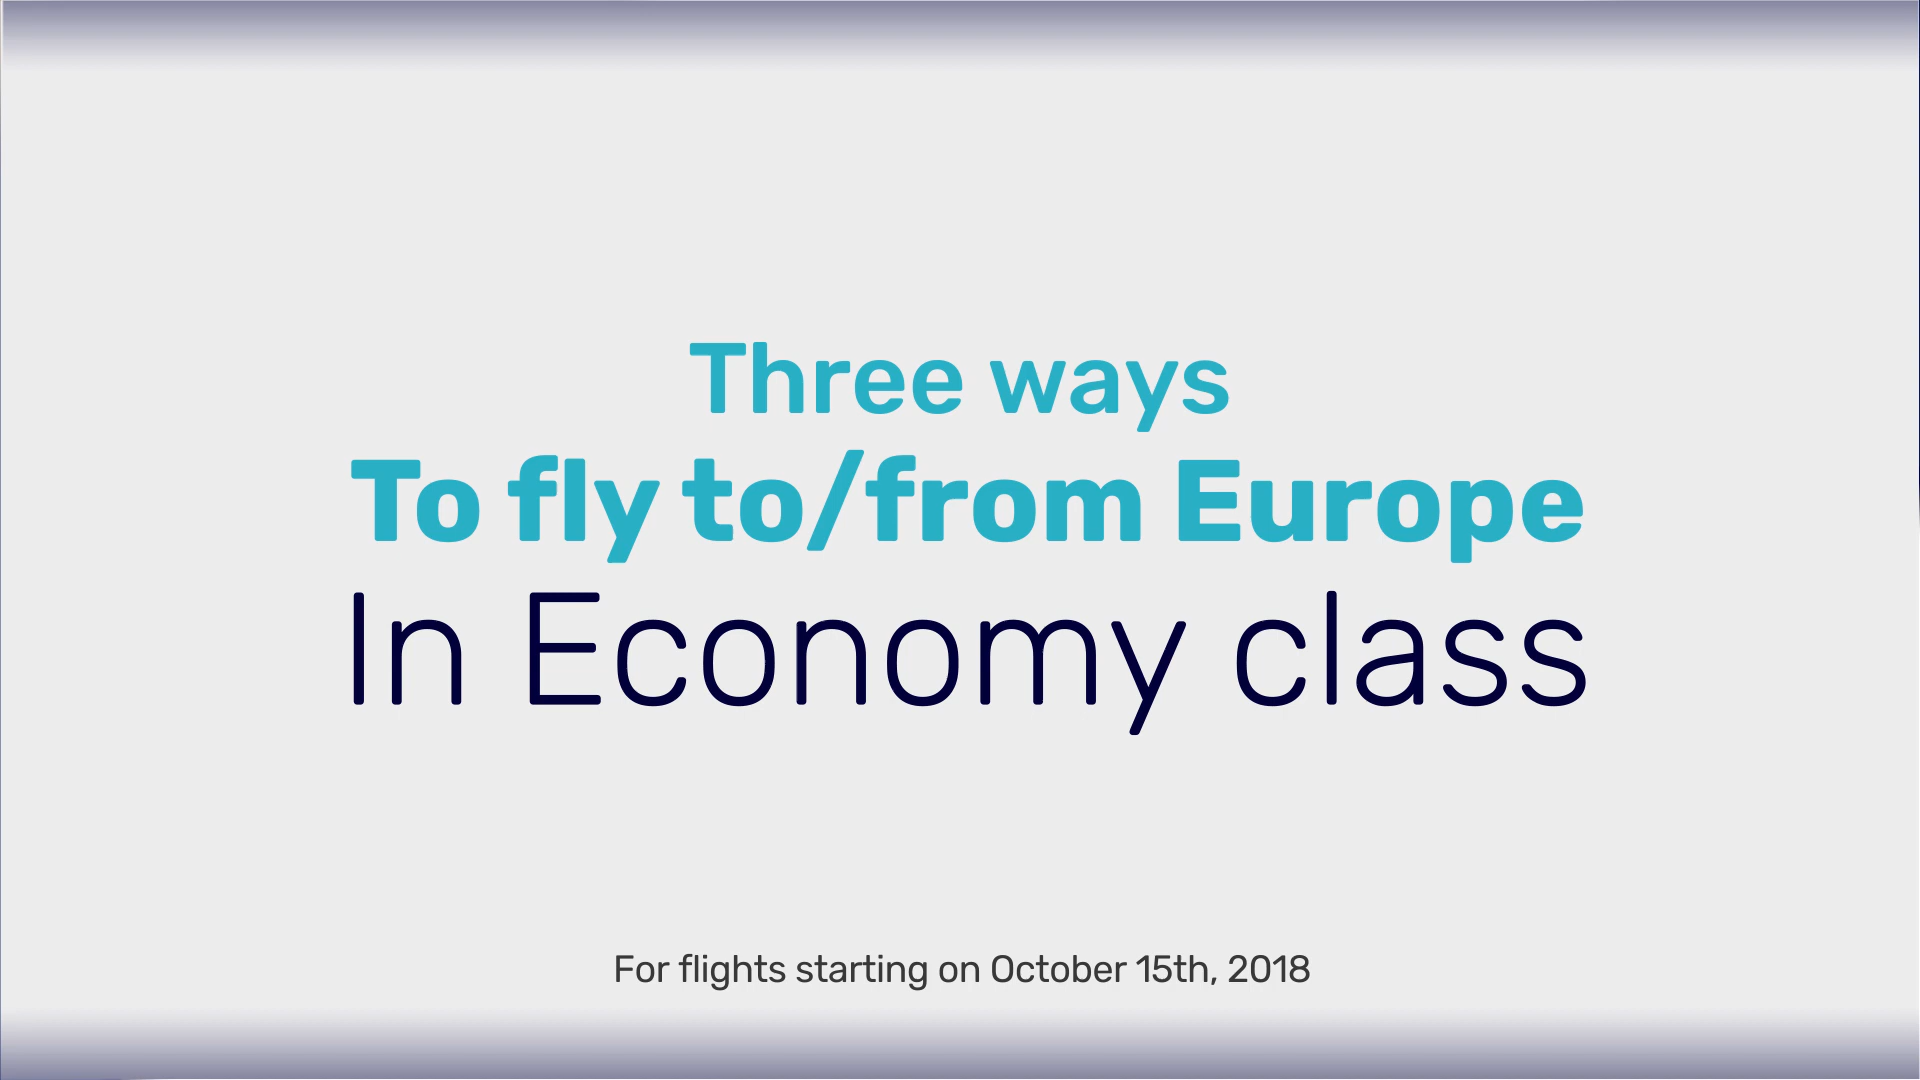 Three ways
To fly to/from Europe
In Economy class
For flights starting on October 15th, 2018